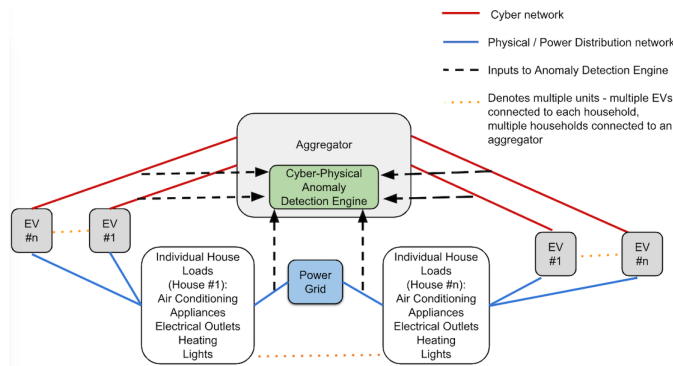 Cyber network
Physical / Power Distribution network
Inputs to Anomaly Detection Engine
Denotes multiple units - multiple EVs
connected to each household,
multiple households connected to an
aggregator
Aggregator
Cyber-Physical
Anomaly
Detection Engine
EV
#n
EV
#1
EV
#1
EV
#n
Individual House
Loads
(House #1):
Air Conditioning
Appliances
Electrical Outlets
Heating
Lights
Power
Grid
Individual House
Loads
(House #n):
Air Conditioning
Appliances
Electrical Outlets
Heating
Lights